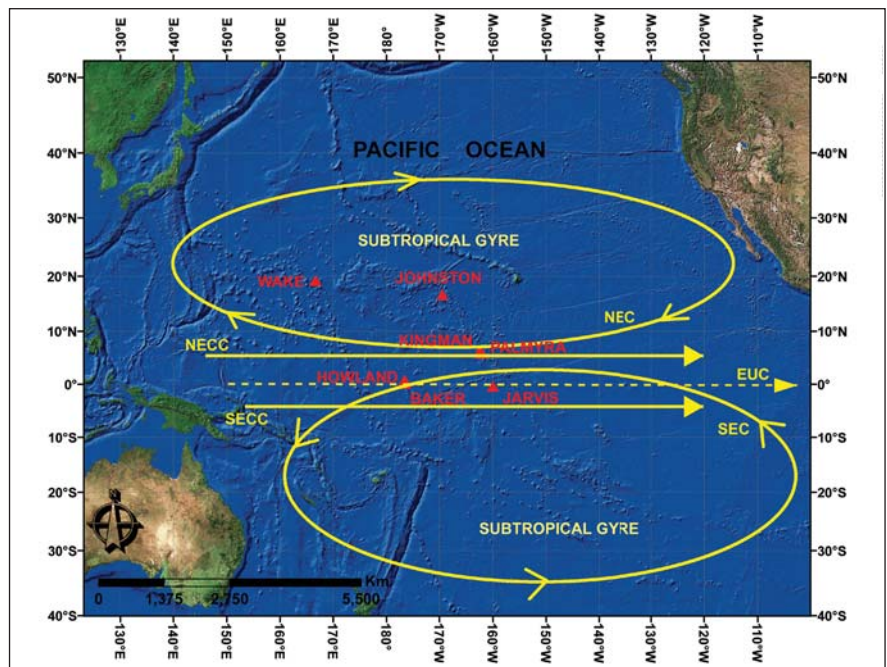 130°E 140°E 150°E 160°E 170°E 180° 170°W 160°W 150°W 140°W 130°W 120°W 110°W
50°N 50°N
PACIFIC OCEAN
40°N 40°N
30°N 30°N
SUBTROPICAL GYRE
20°N WAKE JOHNSTON 20°N
NEC
10°N 10°N
NECC KINGMAN PALMYRA
HOWLAND EUC
0° 0°
BAKER JARVIS
SECC SEC
10°S 10°S
20°S 20°S
SUBTROPICAL GYRE
30°S 30°S
Km
0 1,375 2,750 5,500
40°S 40°S
130°E 140°E 150°E 160°E 170°E 180° 170°W 160°W 150°W 140°W 130°W 120°W 110°W